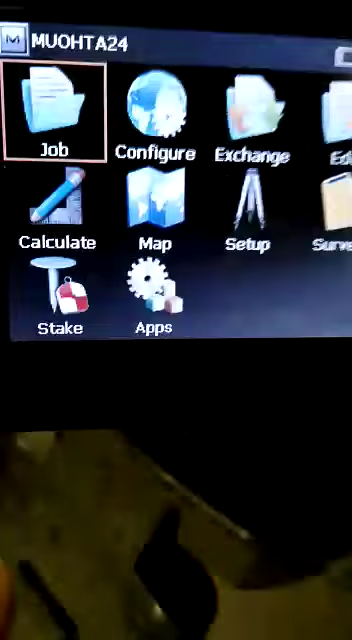 MUOHTA24
Job
Configure
Exchange
Calculate
Map
Setup
Stake
Apps